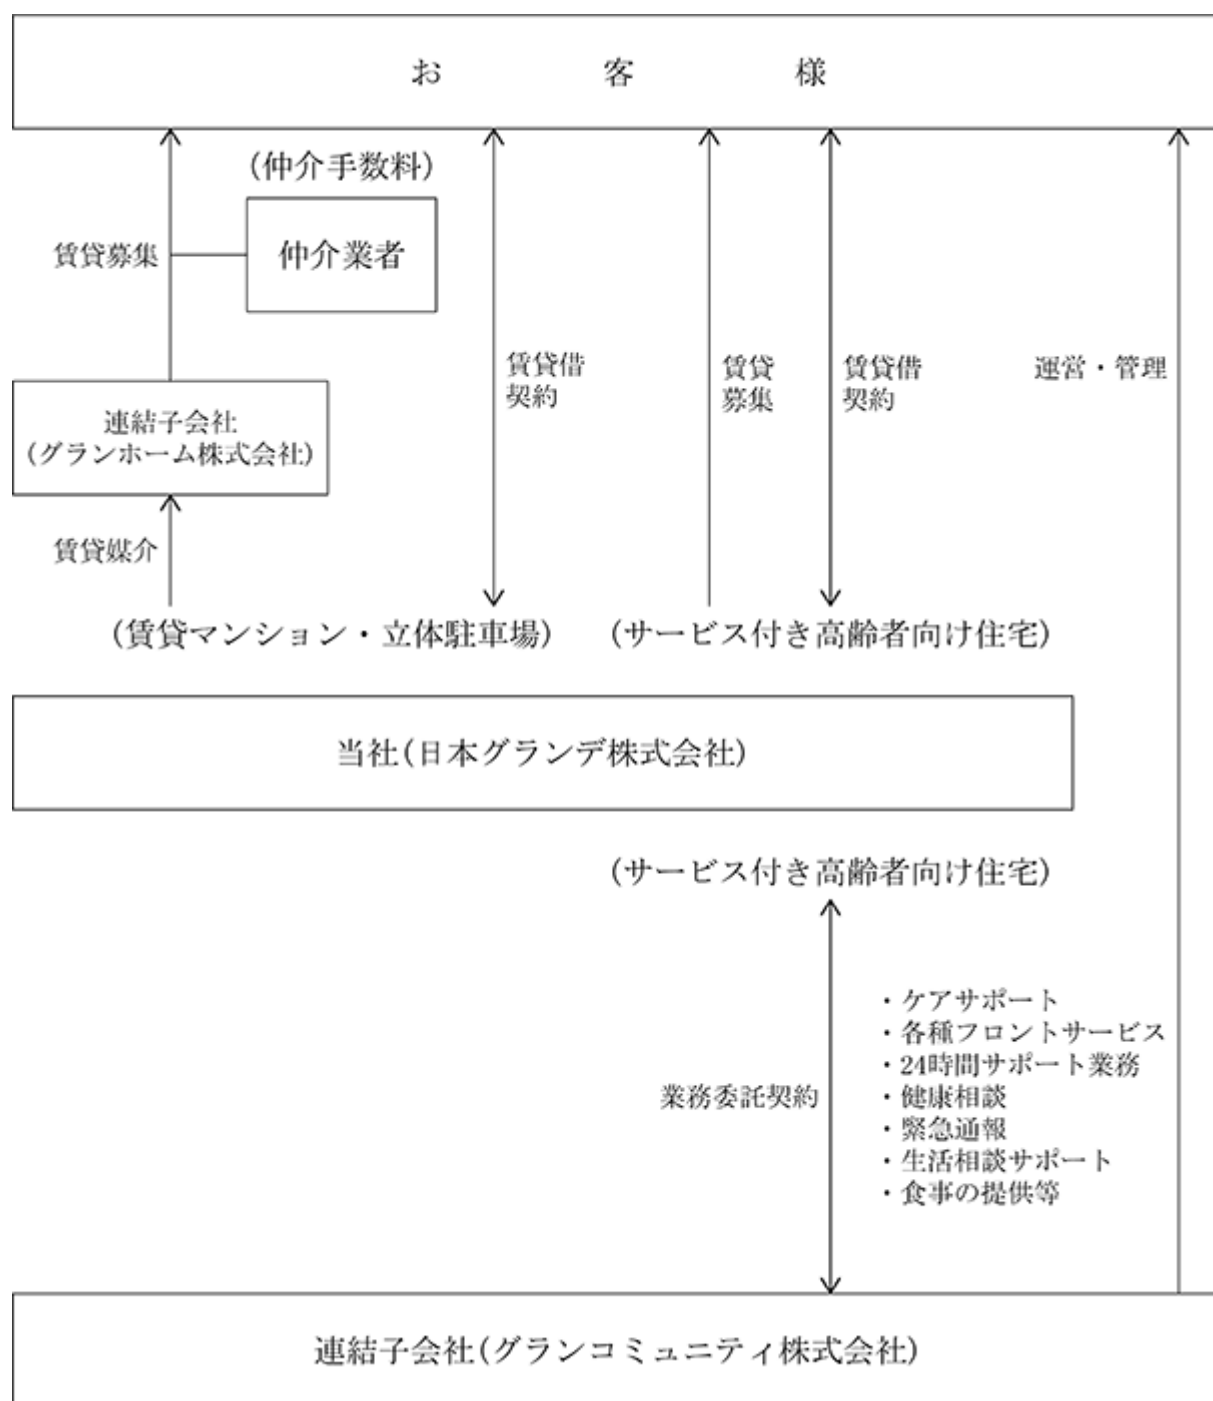 お客様
(仲介手数料)
仲介業者
賃貸募集
賃貸借
契約
賃貸
募集
賃貸借
契約
運営・管理
連結子会社
(グランホーム株式会社)
賃貸媒介
(賃貸マンション・立体駐車場)
(サービス付き高齢者向け住宅)
当社(日本グランデ株式会社)
(サービス付き高齢者向け住宅)
業務委託契約
・ケアサポート
・各種フロントサービス
・24時間サポート業務
・健康相談
・緊急通報
・生活相談サポート
・食事の提供等
連結子会社(グランコミュニティ株式会社)